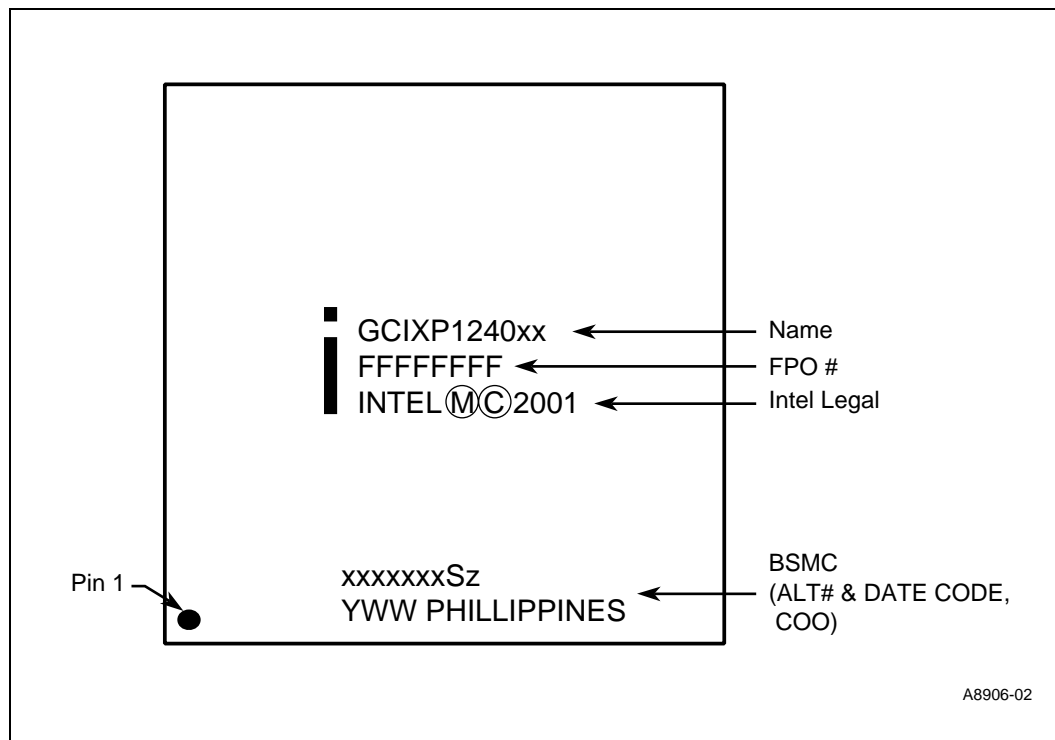 GCIXP1240xx
Name
FFFFFFFF
FPO #
INTEL Ⓜ Ⓒ 2001
Intel Legal
Pin 1
xxxxxxxSz
YWW PHILLIPPINES
BSMC
(ALT# & DATE CODE,
COO)
A8906-02